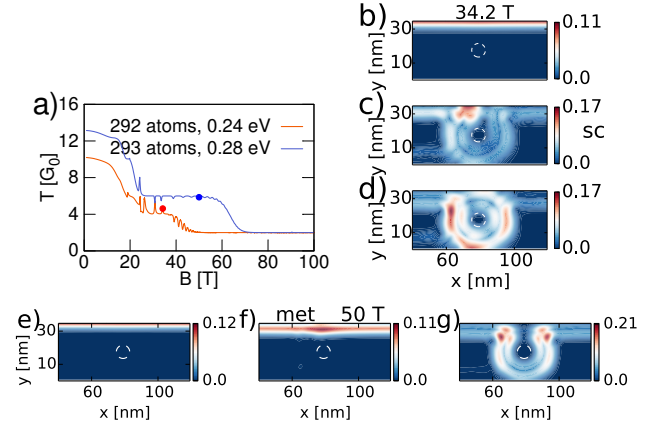 b)
34.2 T
y [nm]
30
10
0.11
0.0
a)
T [G0]
16
12
8
4
0
292 atoms, 0.24 eV
293 atoms, 0.28 eV
0 20 40 60 80 100
B [T]
c)
y [nm]
30
10
0.17
0.0
sc
d)
y [nm]
30
10
0.17
0.0
60 100
x [nm]
e)
y [nm]
30
10
0.12
0.0
60 100
x [nm]
f)
met 50 T
0.11
0.0
60 100
x [nm]
g)
0.21
0.0
60 100
x [nm]